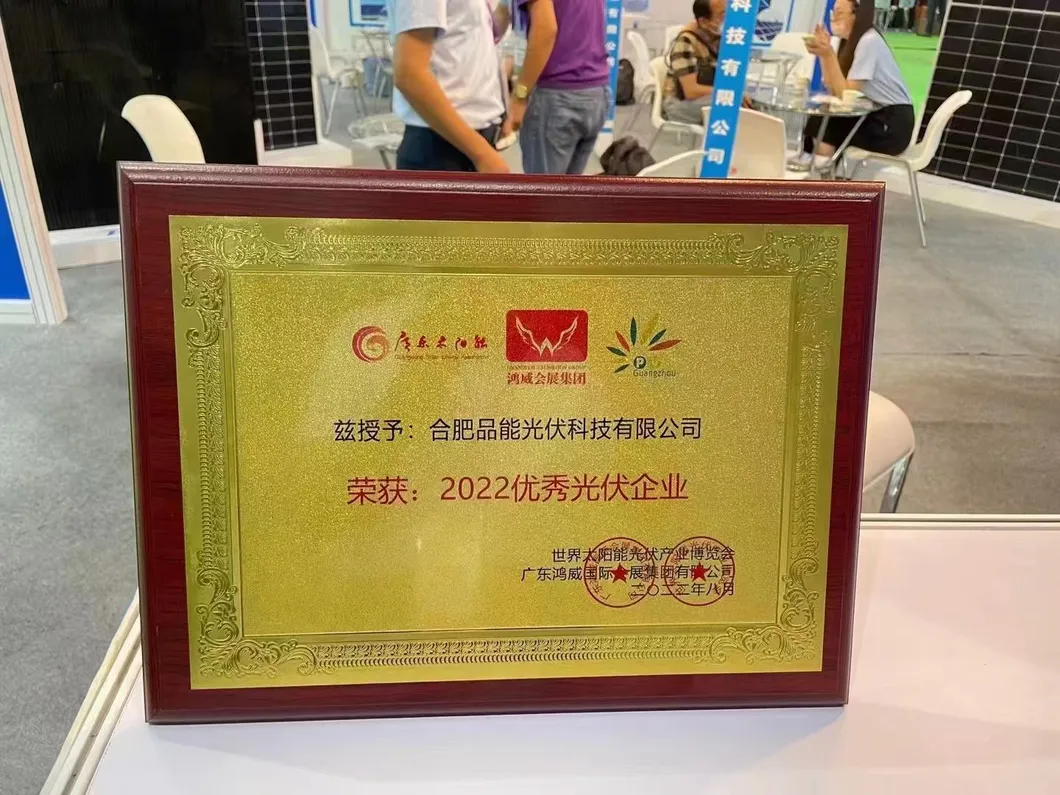 科技有限公司
有限公司
广东太阳能
鸿威会展集团
P
Guangzhou
兹授予：合肥品能光伏科技有限公司
荣获：2022优秀光伏企业
世界太阳能光伏产业博览会
广东鸿威国际会展集团有限公司
二〇二二年八月